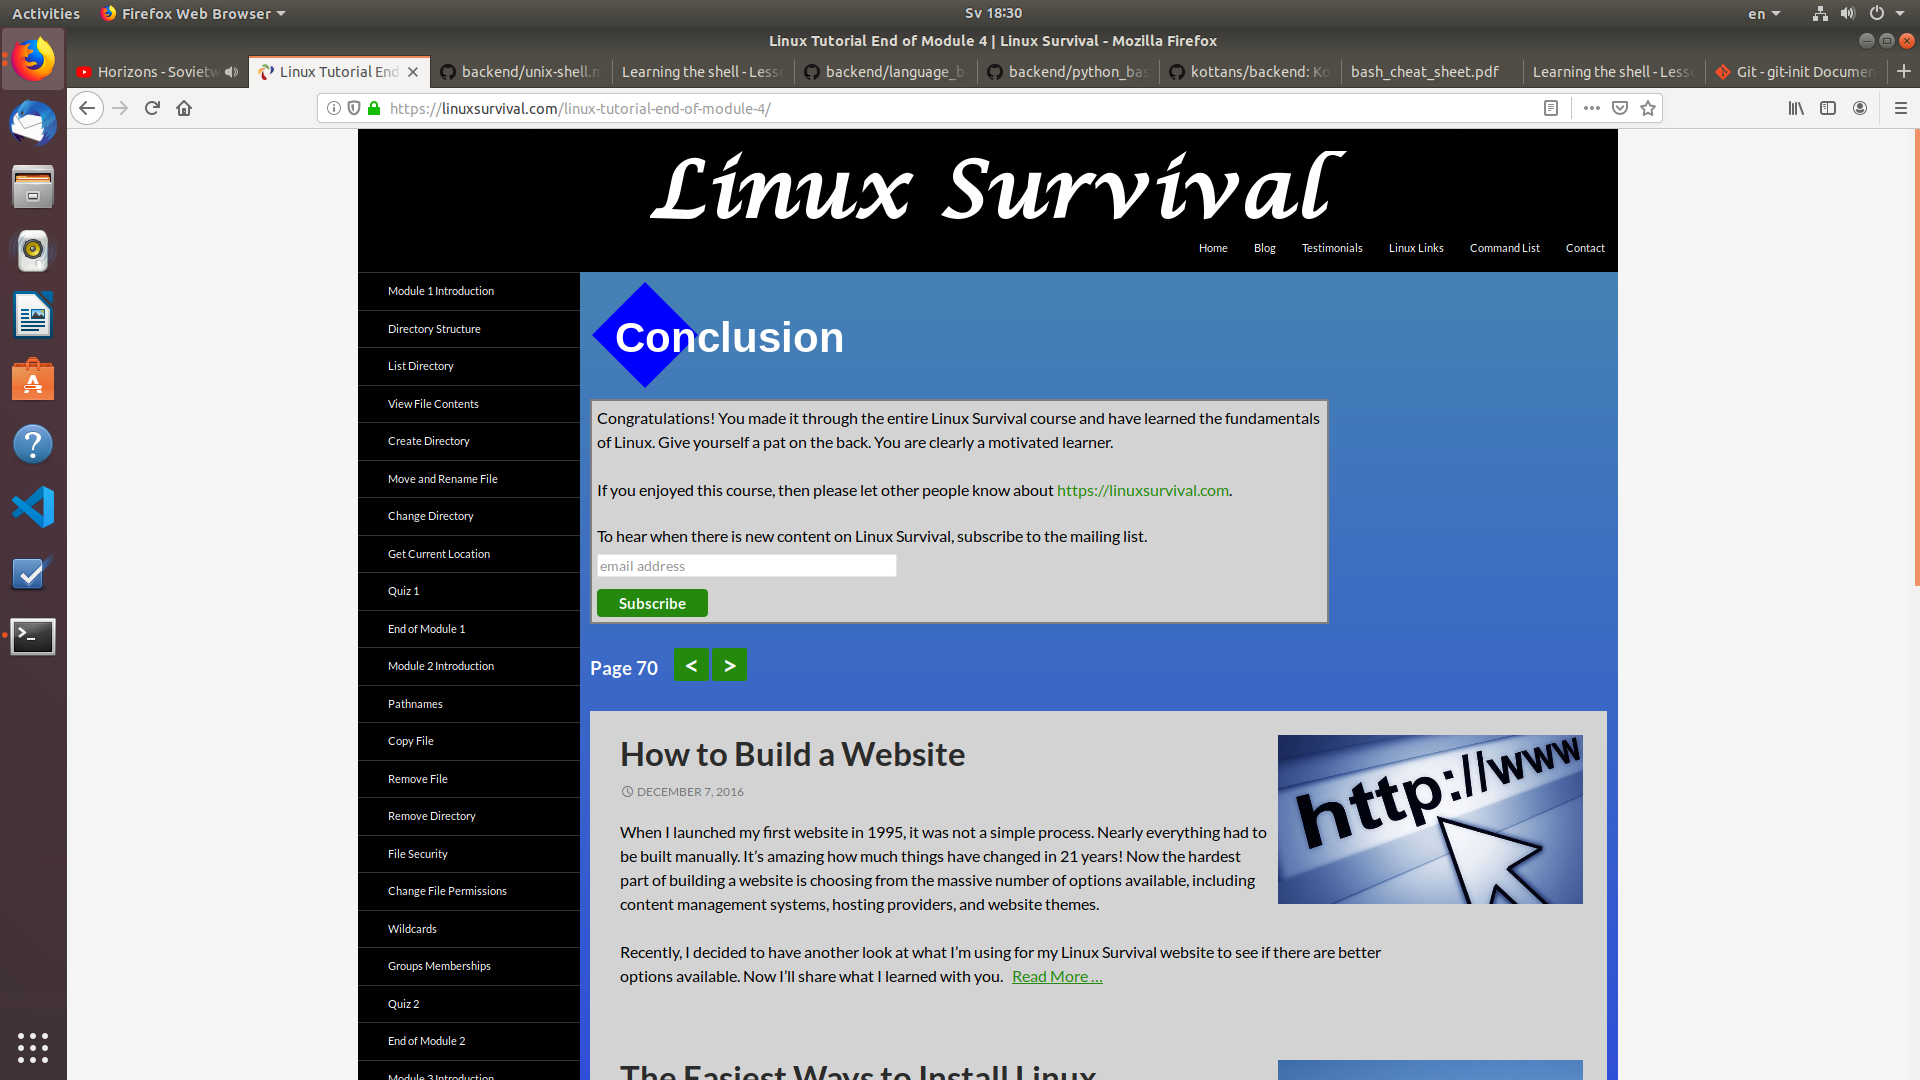 Activities Firefox Web Browser Sv 18:30 en
Linux Tutorial End of Module 4 | Linux Survival - Mozilla Firefox
Horizons - Sovietw Linux Tutorial End backend/unix-shell.m Learning the shell - Less backend/language_b backend/python_bas kottans/backend: Ko bash_cheat_sheet.pdf Learning the shell - Less Git - git-init Documen
https://linuxsurvival.com/linux-tutorial-end-of-module-4/
Linux Survival
Home Blog Testimonials Linux Links Command List Contact
Module 1 Introduction
Directory Structure
List Directory
View File Contents
Create Directory
Move and Rename File
Change Directory
Get Current Location
Quiz 1
End of Module 1
Module 2 Introduction
Pathnames
Copy File
Remove File
Remove Directory
File Security
Change File Permissions
Wildcards
Groups Memberships
Quiz 2
End of Module 2
Module 3 Introduction
Conclusion
Congratulations! You made it through the entire Linux Survival course and have learned the fundamentals
of Linux. Give yourself a pat on the back. You are clearly a motivated learner.
If you enjoyed this course, then please let other people know about https://linuxsurvival.com.
To hear when there is new content on Linux Survival, subscribe to the mailing list.
email address
Subscribe
Page 70 < >
How to Build a Website
DECEMBER 7, 2016
When I launched my first website in 1995, it was not a simple process. Nearly everything had to
be built manually. It's amazing how much things have changed in 21 years! Now the hardest
part of building a website is choosing from the massive number of options available, including
content management systems, hosting providers, and website themes.
http://www
Recently, I decided to have another look at what I'm using for my Linux Survival website to see if there are better
options available. Now I'll share what I learned with you. Read More ...
The Easiest Ways to Install Linux